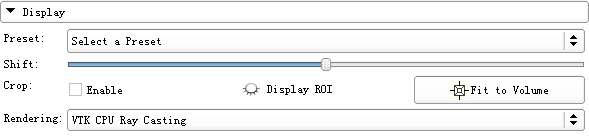 Display
Preset: Select a Preset
Shift:
Crop: Enable Display ROI Fit to Volume
Rendering: VTK CPU Ray Casting